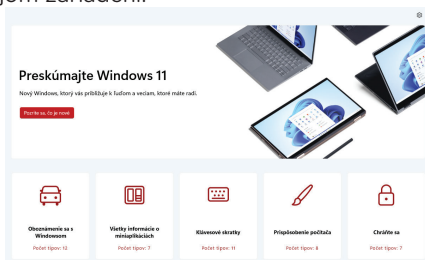 jom zariadení.
Preskúmajte Windows 11
Nový Windows, ktorý vás približuje k ľuďom a veciam, ktoré máte radi.
Pozrite sa, čo je nové
Oboznámenie sa s
Windowsom
Počet tipov: 12
Všetky informácie o
miniaplikáciách
Počet tipov: 7
Klávesové skratky
Počet tipov: 11
Prispôsobenie počítača
Počet tipov: 8
Chráňte sa
Počet tipov: 7